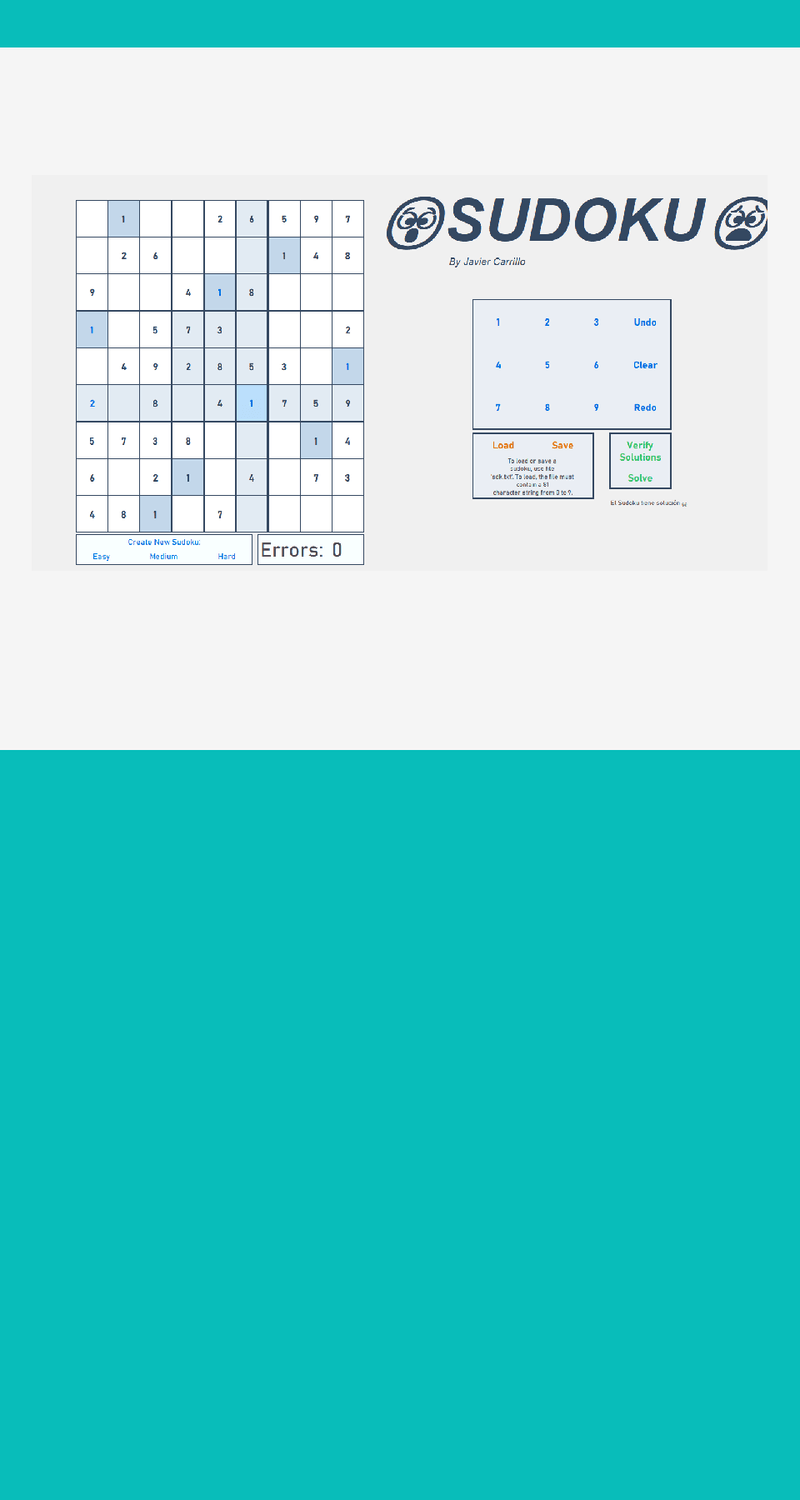 SUDOKU
By Javier Carrillo
1 2 6 5 9 7
2 6 1 4 8
9 4 1 8
1 5 7 3 2
4 9 2 8 5 3 1
2 8 4 1 7 5 9
5 7 3 8 1 4
6 2 1 4 7 3
4 8 1 7
Create New Sudoku:
Easy Medium Hard
Errors: 0
1 2 3 Undo
4 5 6 Clear
7 8 9 Redo
Load Save
To load or save a
sudoku, use file
To load, the file must
contain a 81
character string from 0 to 9.
Verify
Solutions
Solve
El Sudoku tiene solución